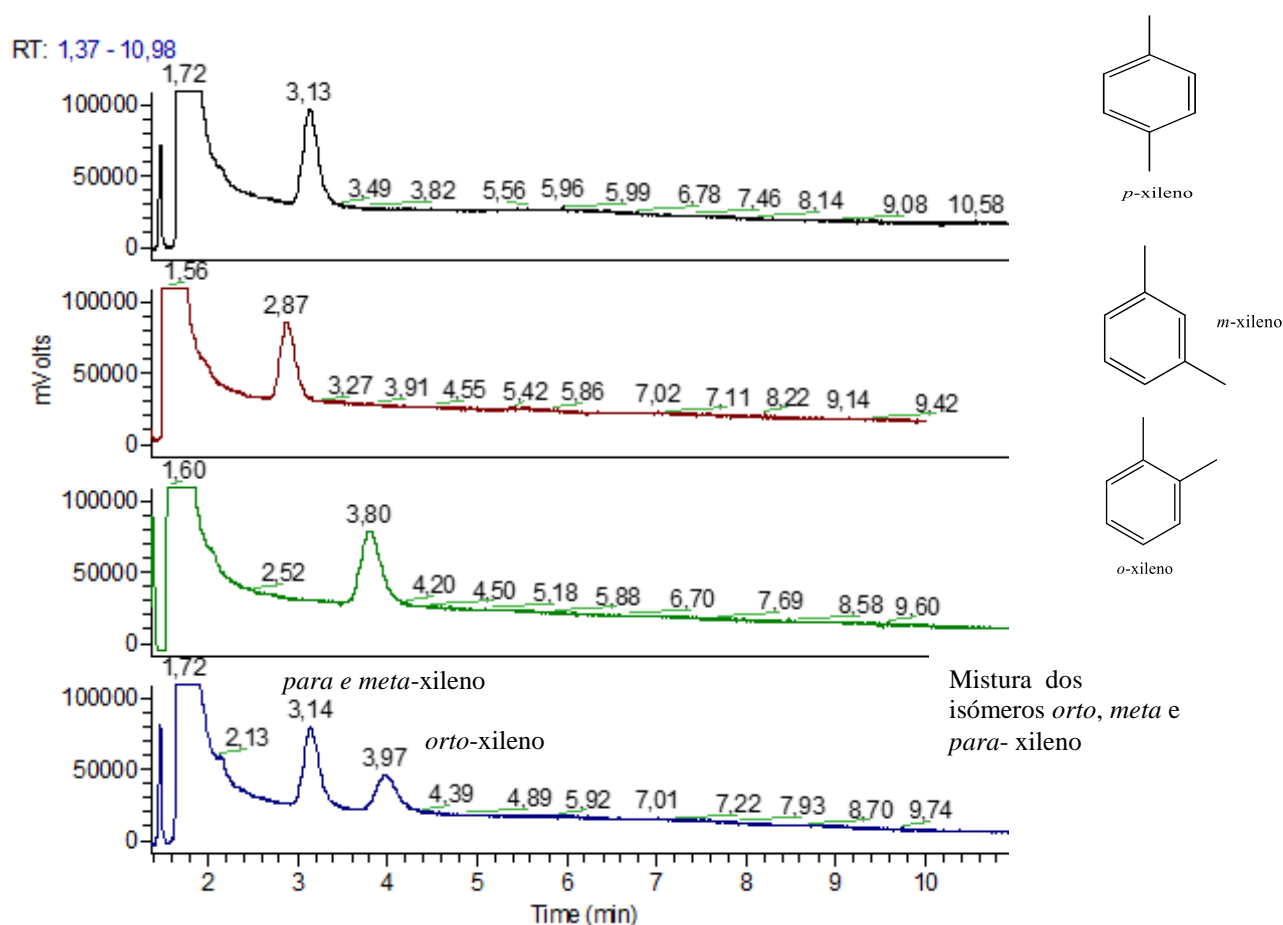 RT: 1,37 - 10,98
1,72
3,13
3,49 3,82 5,56 5,96 5,99 6,78 7,46 8,14 9,08 10,58
100000
50000
0
p-xileno
1,56
2,87
3,27 3,91 4,55 5,42 5,86 7,02 7,11 8,22 9,14 9,42
100000
50000
0
m-xileno
mVolts
1,60
3,80
2,52 4,20 4,50 5,18 5,88 6,70 7,69 8,58 9,60
100000
50000
0
o-xileno
1,72
para e meta-xileno
3,14
orto-xileno
2,13 3,97
4,39 4,89 5,92 7,01 7,22 7,93 8,70 9,74
100000
50000
0
Mistura dos
isómeros orto, meta e
para- xileno
2 3 4 5 6 7 8 9 10
Time (min)